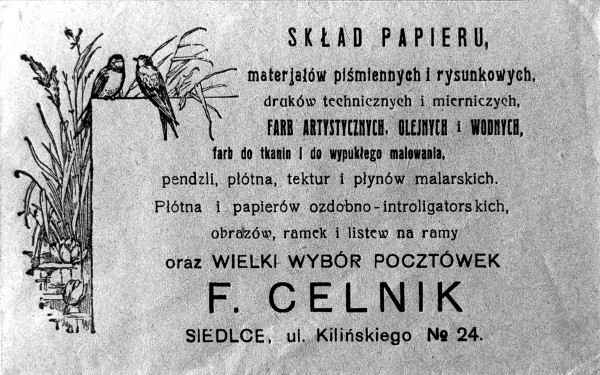 SKŁAD PAPIERU,
materjałów piśmiennych i rysunkowych,
druków technicznych i mierniczych,
FARB ARTYSTYCZNYCH, OLEJNYCH i WODNYCH,
farb do tkanin i do wypukłego malowania,
pendzli, płótna, tektur i płynów malarskich.
Płótna i papierów ozdobno-introligatorskich,
obrazów, ramek i listew na ramy
oraz WIELKI WYBÓR POCZTÓWEK
F. CELNIK
SIEDLCE, ul. Kilińskiego № 24.